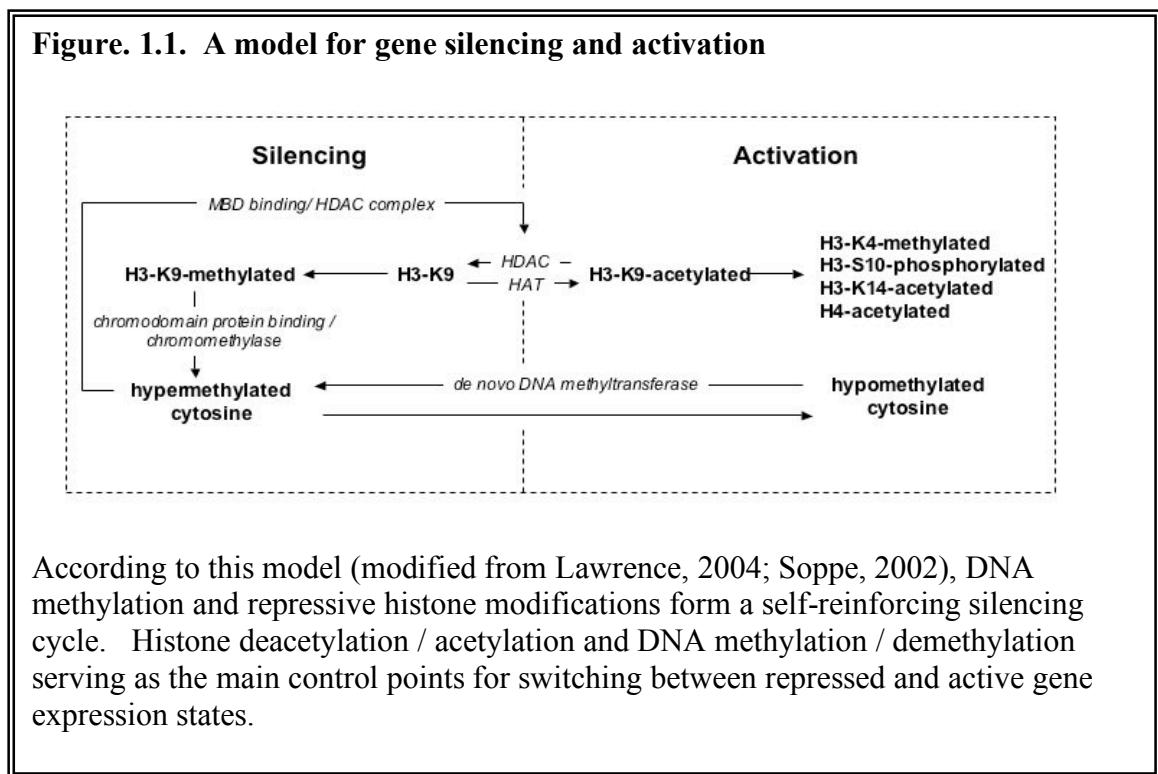 Figure. 1.1.  A model for gene silencing and activation
Silencing
Activation
MBD binding/ HDAC complex
H3-K9-methylated
H3-K9
HDAC
HAT
H3-K9-acetylated
H3-K4-methylated
H3-S10-phosphorylated
H3-K14-acetylated
H4-acetylated
chromodomain protein binding /
chromomethylase
hypermethylated
cytosine
de novo DNA methyltransferase
hypomethylated
cytosine
According to this model (modified from Lawrence, 2004; Soppe, 2002), DNA
methylation and repressive histone modifications form a self-reinforcing silencing
cycle.   Histone deacetylation / acetylation and DNA methylation / demethylation
serving as the main control points for switching between repressed and active gene
expression states.